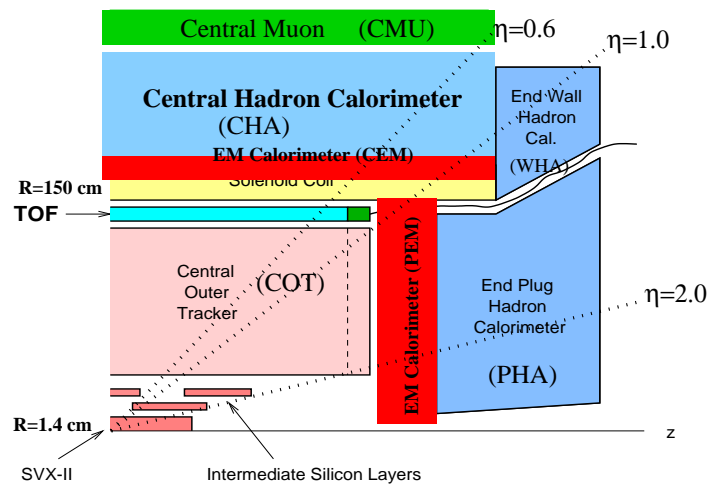 Central Muon (CMU)
η=0.6
η=1.0
Central Hadron Calorimeter
(CHA)
End Wall
Hadron
Cal.
(WHA)
EM Calorimeter (CEM)
Solenoid Coil
R=150 cm
TOF
Central
Outer
Tracker
(COT)
EM Calorimeter (PEM)
End Plug
Hadron
Calorimeter
(PHA)
η=2.0
R=1.4 cm
z
SVX-II
Intermediate Silicon Layers